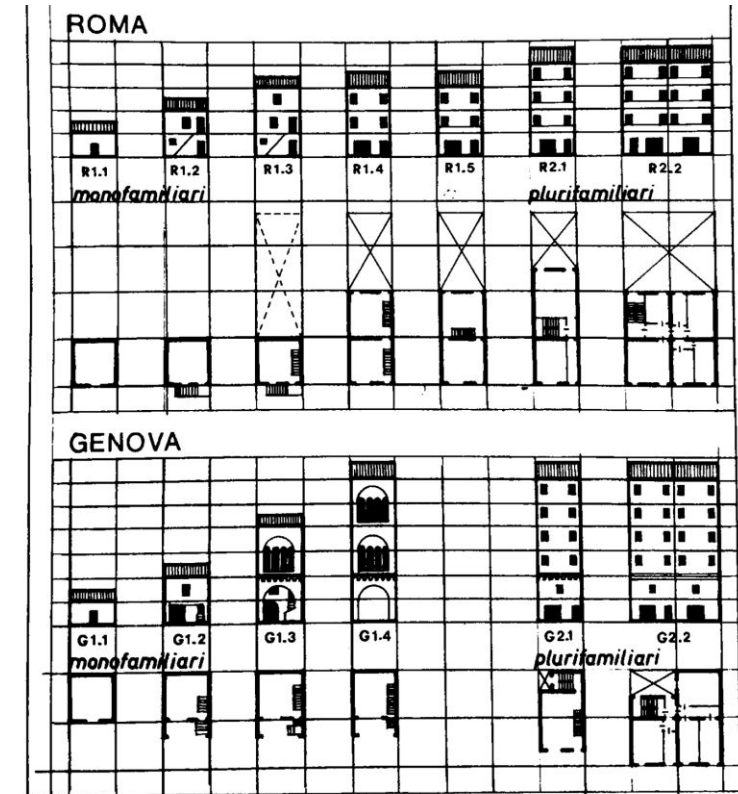 ROMA
R1.1 R1.2 R1.3 R1.4 R1.5 R2.1 R2.2
monofamiliari plurifamiliari
GENOVA
G1.1 G1.2 G1.3 G1.4 G2.1 G2.2
monofamiliari plurifamiliari